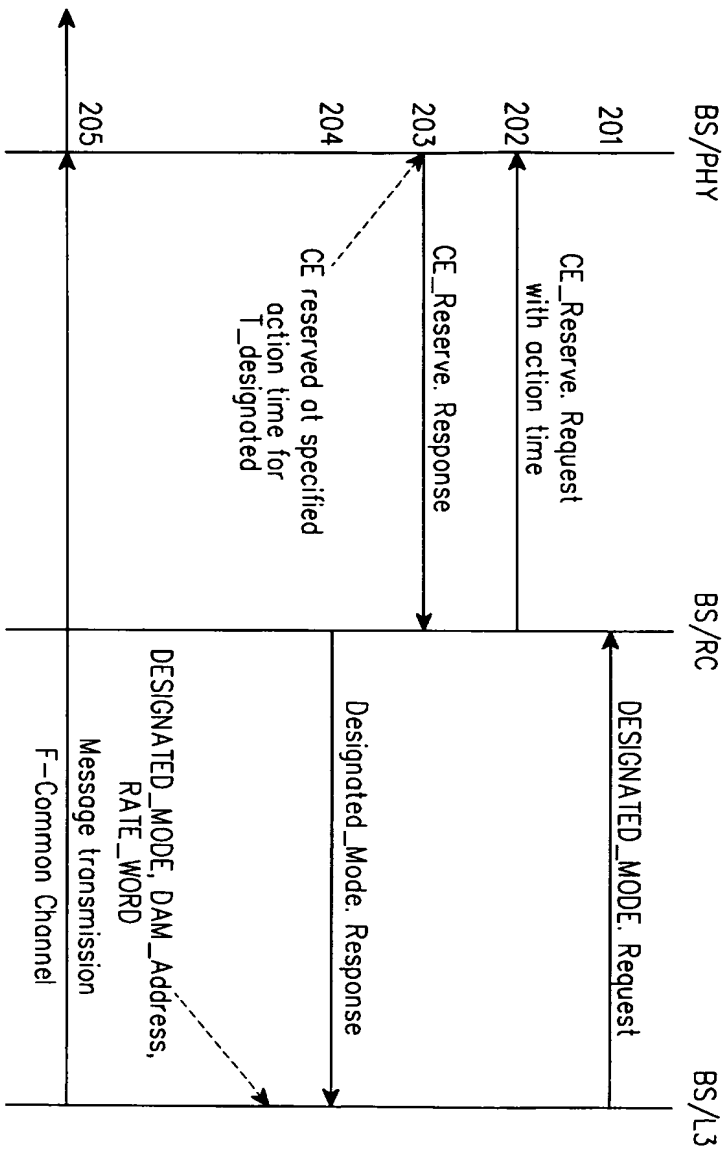 BS/PHY
BS/RC
BS/L3
201
DESIGNATED_MODE. Request
202
CE_Reserve. Request
with action time
203
CE_Reserve. Response
204
Designated_Mode. Response
CE reserved at specified
action time for
T_designated
DESIGNATED_MODE, DAM_Address,
RATE_WORD
205
Message transmission
F-Common Channel